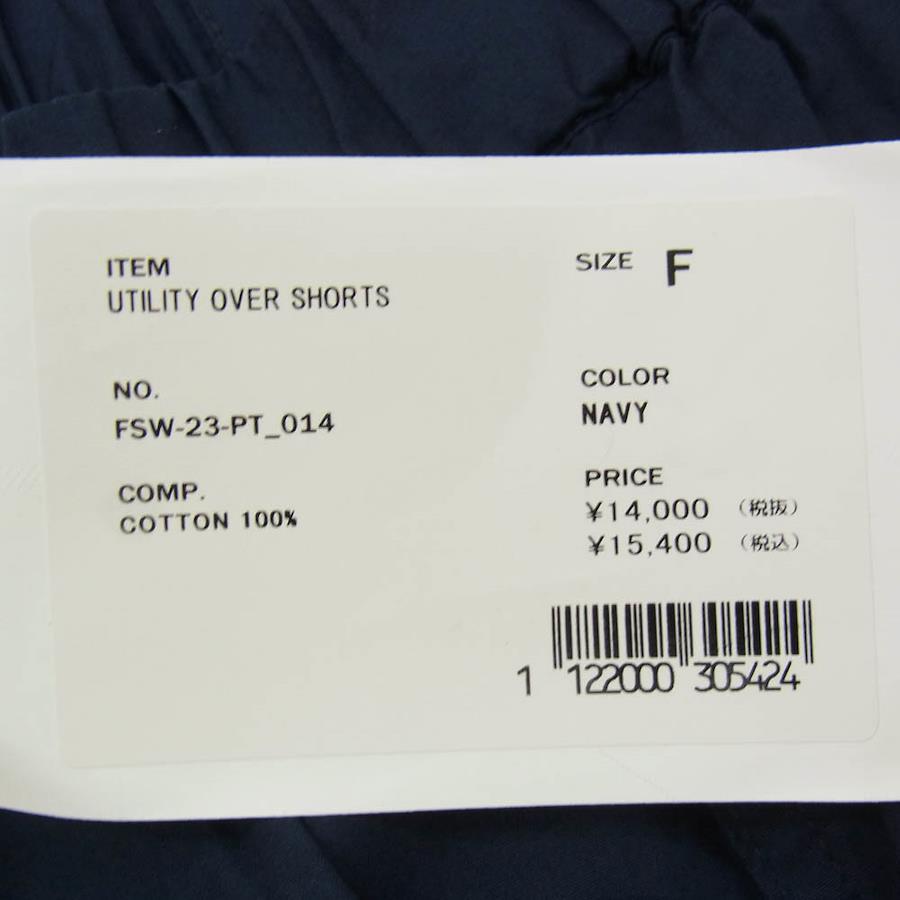 ITEM
UTILITY OVER SHORTS
SIZE F
NO.
FSW-23-PT_014
COLOR
NAVY
COMP.
COTTON 100%
PRICE
¥14,000 (税抜)
¥15,400 (税込)
1 122000 305424